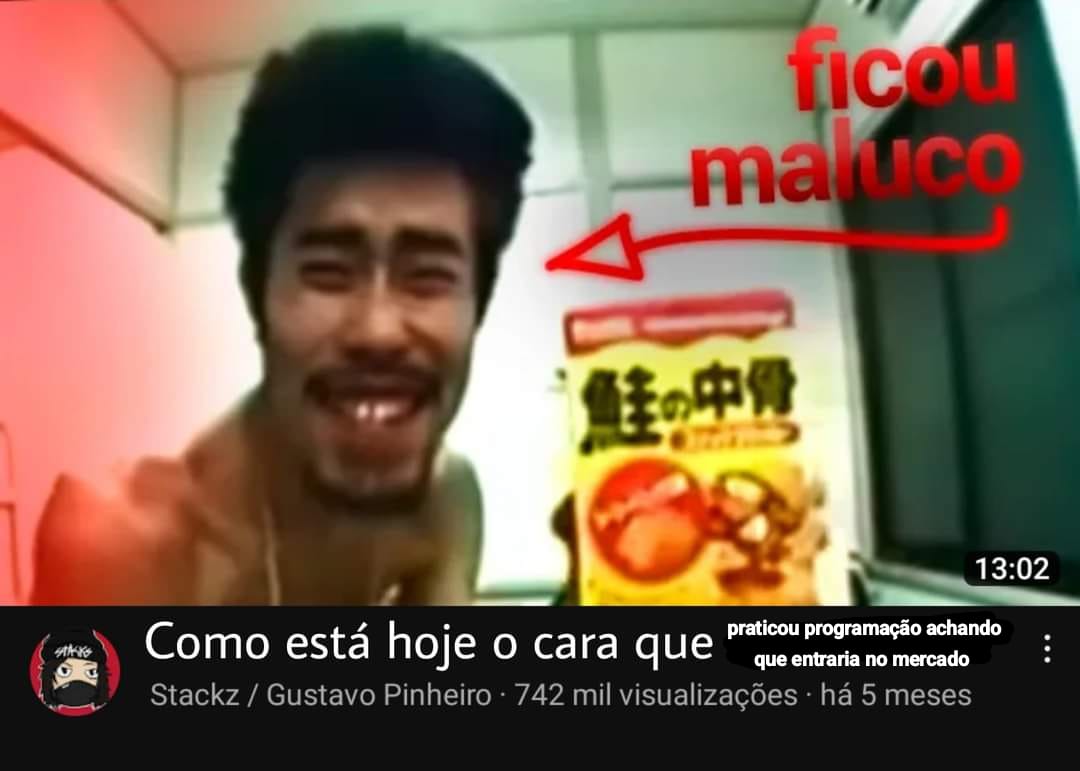 ficou
maluco
鮭の中骨
13:02
Como está hoje o cara que praticou programação achando
que entraria no mercado
Stackz / Gustavo Pinheiro · 742 mil visualizações · há 5 meses